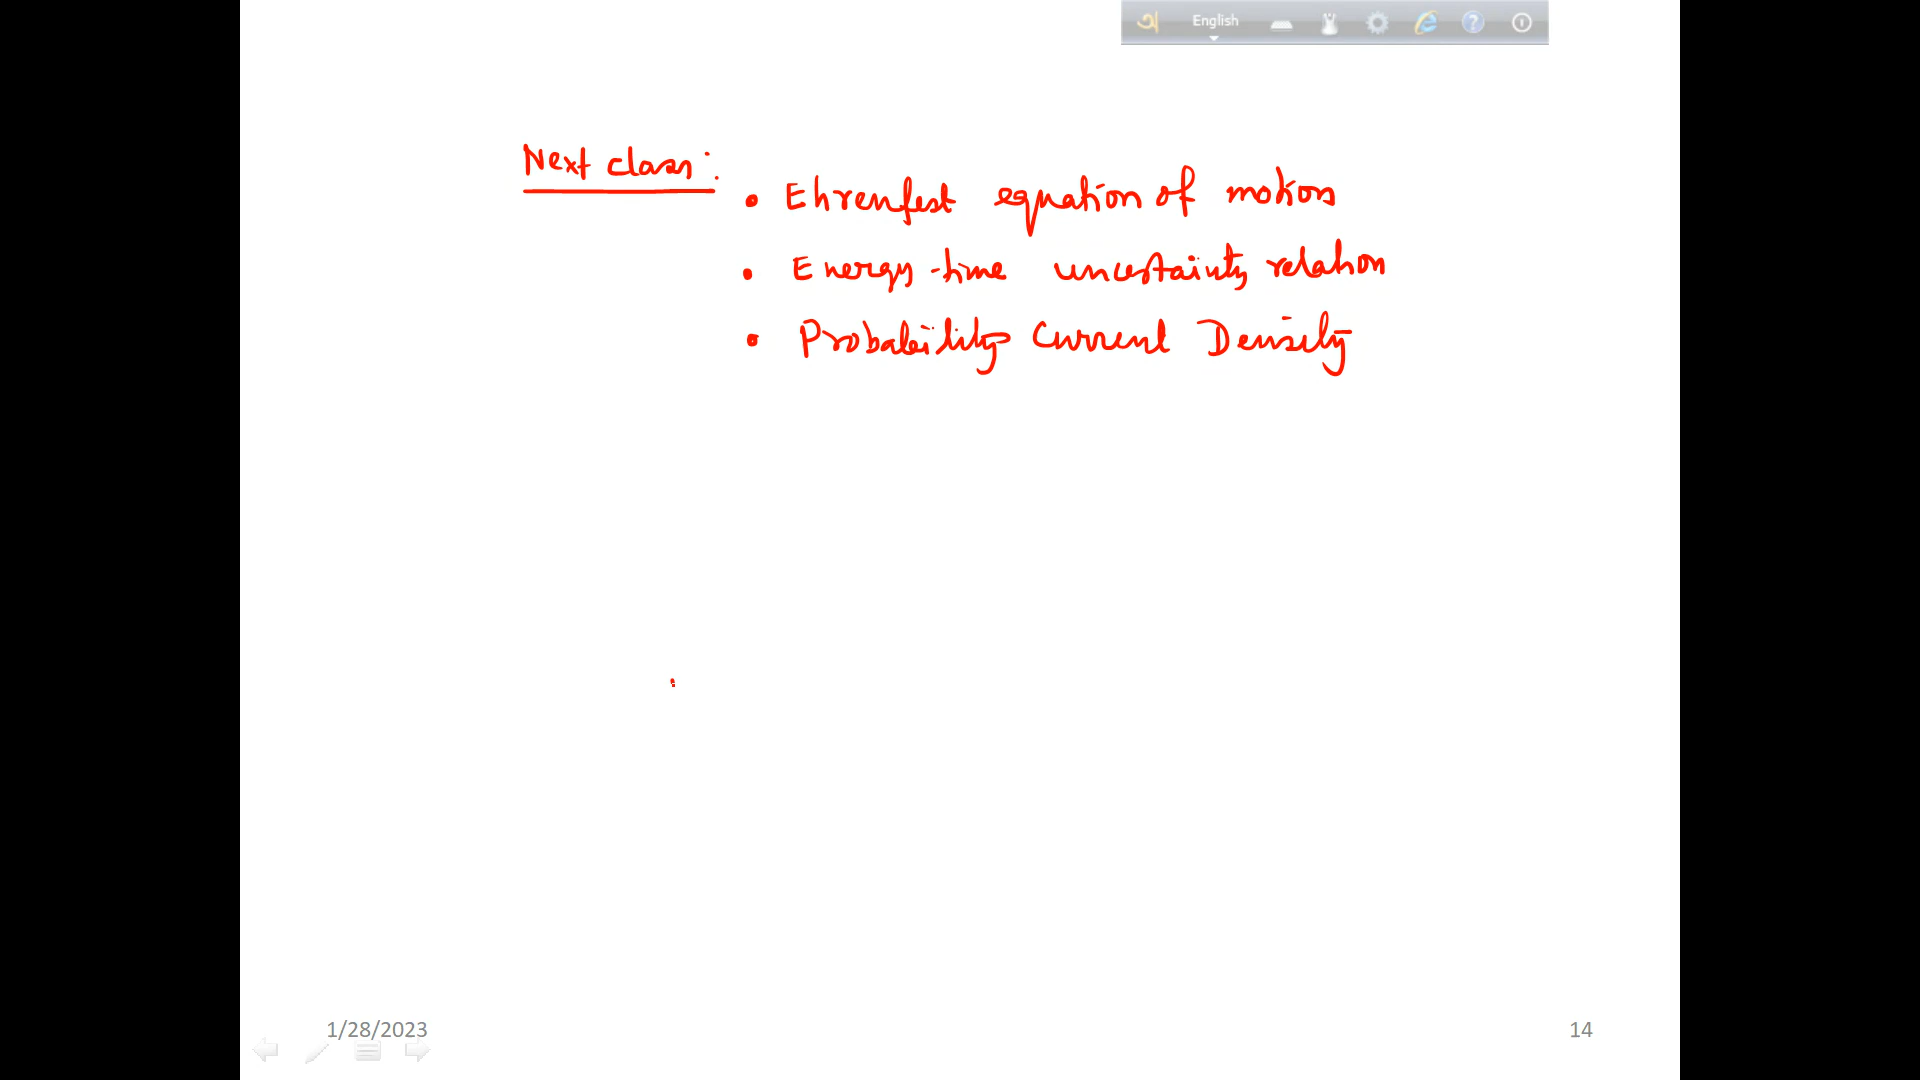 অ English
Next class:
• Ehrenfest equation of motion
• Energy-time uncertainty relation
• Probability Current Density
1/28/2023
14